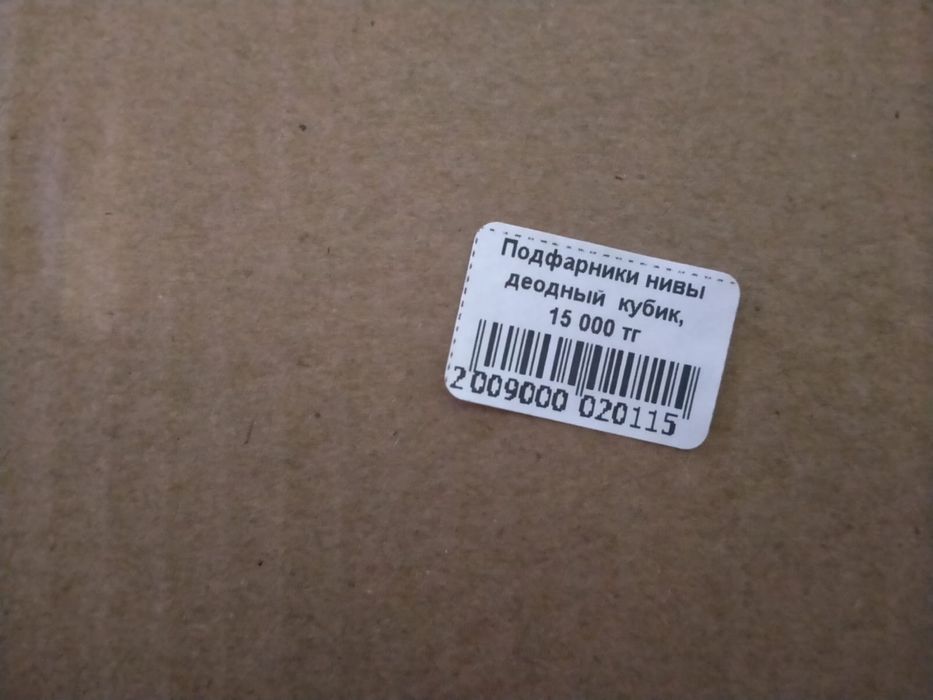 Подфарники нивы
деодный кубик,
15 000 тг
2 009000 020115